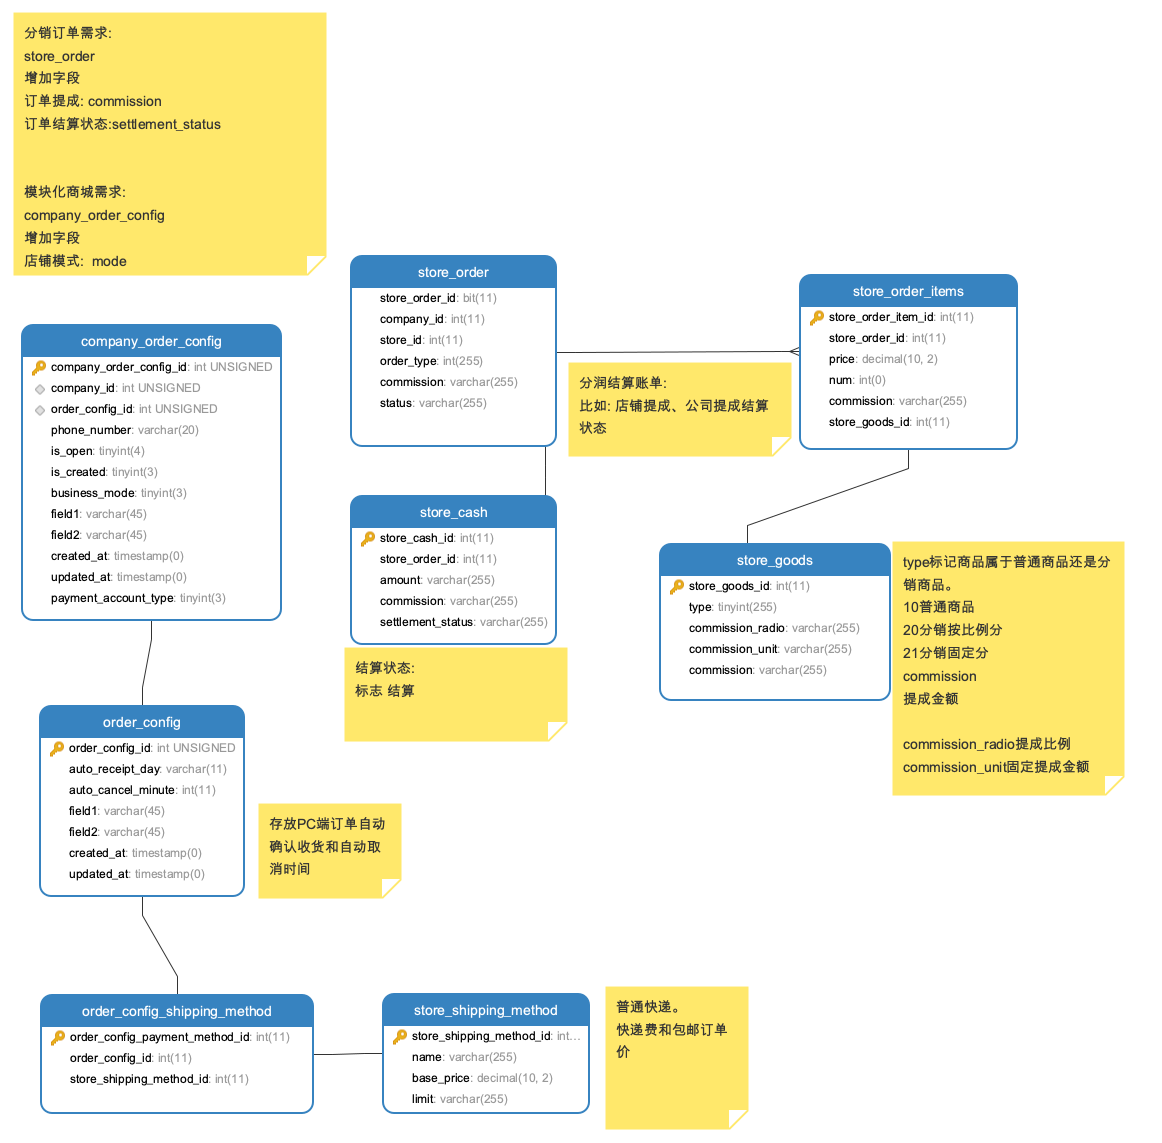 分销订单需求:
store_order
增加字段
订单提成: commission
订单结算状态:settlement_status
模块化商城需求:
company_order_config
增加字段
店铺模式:  mode
store_order
store_order_id: bit(11)
company_id: int(11)
store_id: int(11)
order_type: int(255)
commission: varchar(255)
status: varchar(255)
store_order_items
store_order_item_id: int(11)
store_order_id: int(11)
price: decimal(10, 2)
num: int(0)
commission: varchar(255)
store_goods_id: int(11)
company_order_config
company_order_config_id: int UNSIGNED
company_id: int UNSIGNED
order_config_id: int UNSIGNED
phone_number: varchar(20)
is_open: tinyint(4)
is_created: tinyint(3)
business_mode: tinyint(3)
field1: varchar(45)
field2: varchar(45)
created_at: timestamp(0)
updated_at: timestamp(0)
payment_account_type: tinyint(3)
分润结算账单:
比如: 店铺提成、公司提成结算
状态
store_cash
store_cash_id: int(11)
store_order_id: int(11)
amount: varchar(255)
commission: varchar(255)
settlement_status: varchar(255)
结算状态:
标志 结算
store_goods
store_goods_id: int(11)
type: tinyint(255)
commission_radio: varchar(255)
commission_unit: varchar(255)
commission: varchar(255)
type标记商品属于普通商品还是分
销商品。
10普通商品
20分销按比例分
21分销固定分
commission
提成金额
commission_radio提成比例
commission_unit固定提成金额
order_config
order_config_id: int UNSIGNED
auto_receipt_day: varchar(11)
auto_cancel_minute: int(11)
field1: varchar(45)
field2: varchar(45)
created_at: timestamp(0)
updated_at: timestamp(0)
存放PC端订单自动
确认收货和自动取
消时间
order_config_shipping_method
order_config_payment_method_id: int(11)
order_config_id: int(11)
store_shipping_method_id: int(11)
store_shipping_method
store_shipping_method_id: int...
name: varchar(255)
base_price: decimal(10, 2)
limit: varchar(255)
普通快递。
快递费和包邮订单
价